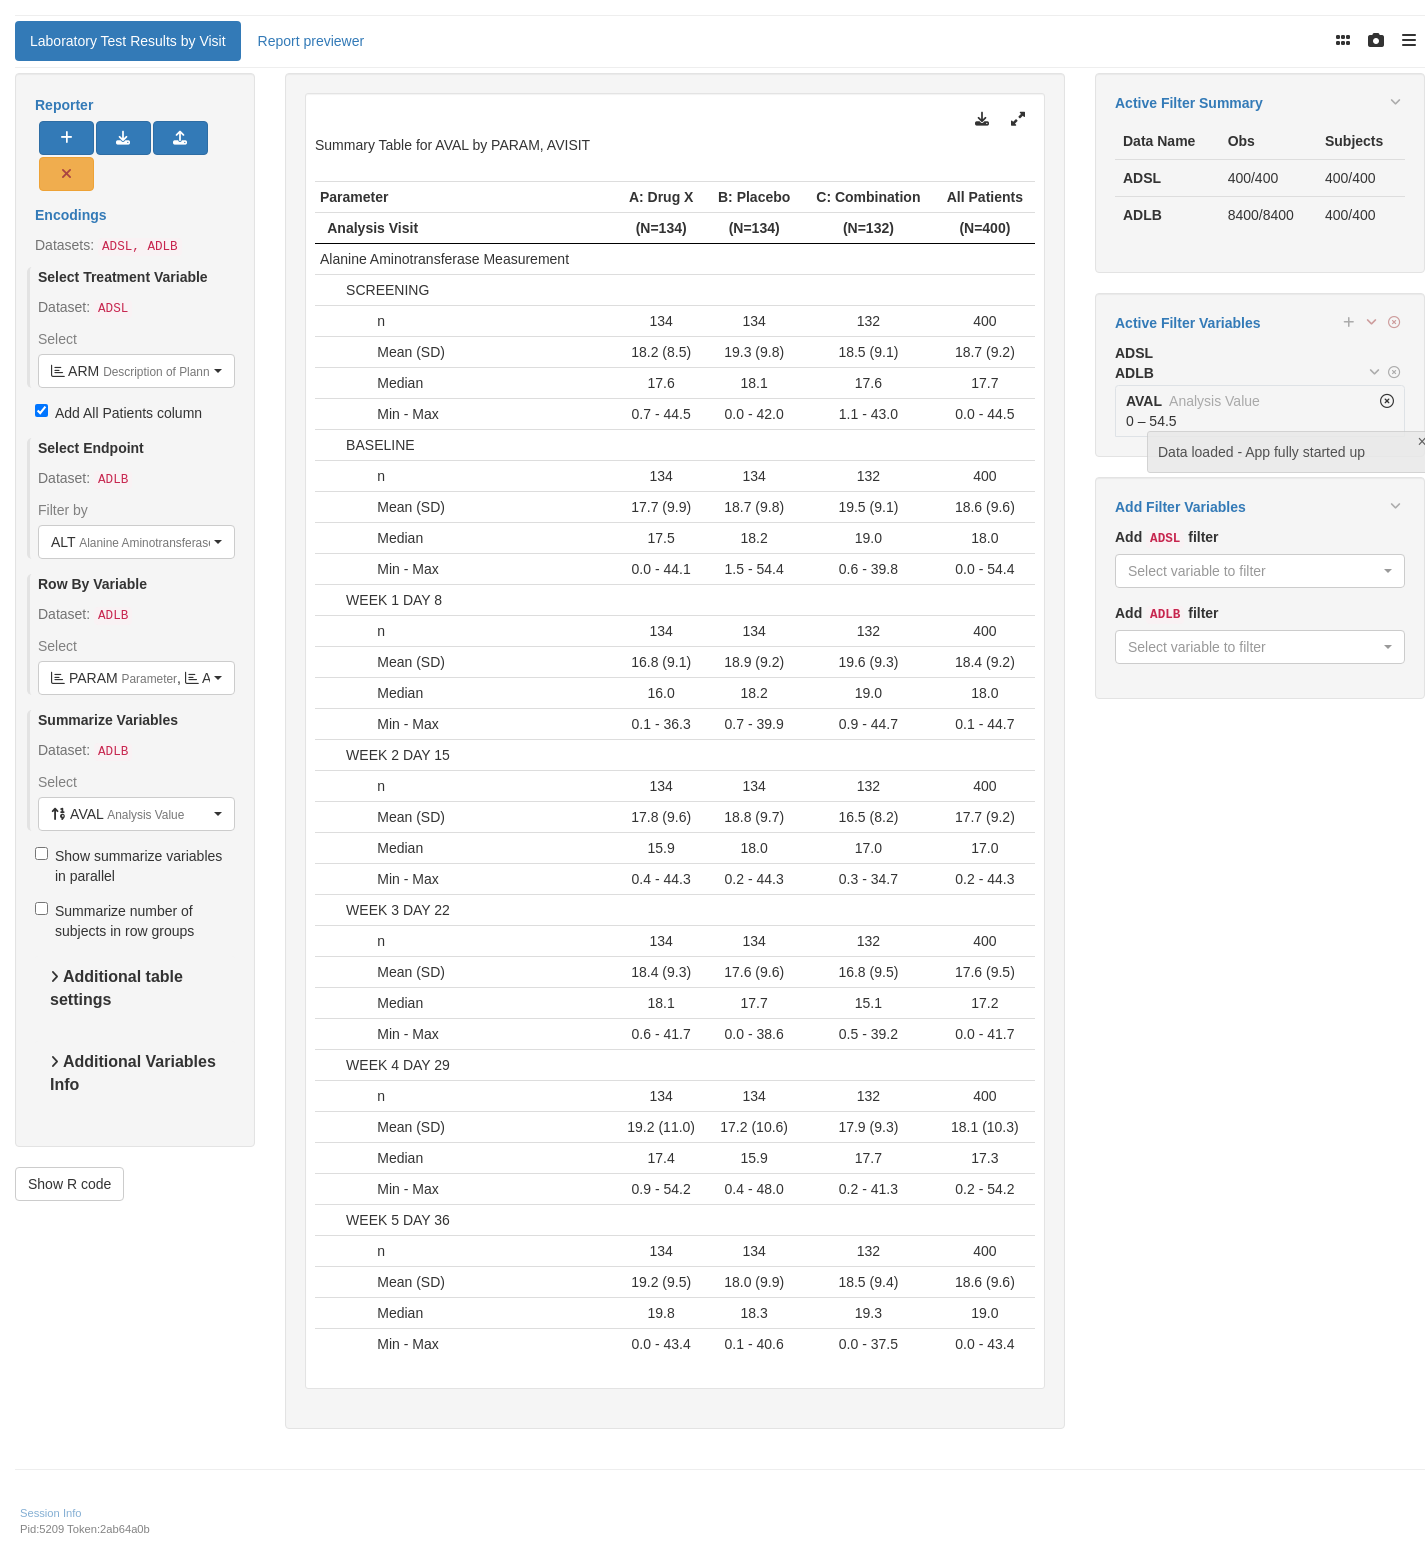 Laboratory Test Results by Visit
Report previewer
Reporter
Encodings
Datasets: ADSL, ADLB
Select Treatment Variable
Dataset: ADSL
Select
ARM Description of Plann
Add All Patients column
Select Endpoint
Dataset: ADLB
Filter by
ALT Alanine Aminotransferase
Row By Variable
Dataset: ADLB
Select
PARAM Parameter, A
Summarize Variables
Dataset: ADLB
Select
AVAL Analysis Value
Show summarize variables
in parallel
Summarize number of
subjects in row groups
Additional table
settings
Additional Variables
Info
Show R code
Summary Table for AVAL by PARAM, AVISIT
Parameter A: Drug X B: Placebo C: Combination All Patients
Analysis Visit (N=134) (N=134) (N=132) (N=400)
Alanine Aminotransferase Measurement
SCREENING
n 134 134 132 400
Mean (SD) 18.2 (8.5) 19.3 (9.8) 18.5 (9.1) 18.7 (9.2)
Median 17.6 18.1 17.6 17.7
Min - Max 0.7 - 44.5 0.0 - 42.0 1.1 - 43.0 0.0 - 44.5
BASELINE
n 134 134 132 400
Mean (SD) 17.7 (9.9) 18.7 (9.8) 19.5 (9.1) 18.6 (9.6)
Median 17.5 18.2 19.0 18.0
Min - Max 0.0 - 44.1 1.5 - 54.4 0.6 - 39.8 0.0 - 54.4
WEEK 1 DAY 8
n 134 134 132 400
Mean (SD) 16.8 (9.1) 18.9 (9.2) 19.6 (9.3) 18.4 (9.2)
Median 16.0 18.2 19.0 18.0
Min - Max 0.1 - 36.3 0.7 - 39.9 0.9 - 44.7 0.1 - 44.7
WEEK 2 DAY 15
n 134 134 132 400
Mean (SD) 17.8 (9.6) 18.8 (9.7) 16.5 (8.2) 17.7 (9.2)
Median 15.9 18.0 17.0 17.0
Min - Max 0.4 - 44.3 0.2 - 44.3 0.3 - 34.7 0.2 - 44.3
WEEK 3 DAY 22
n 134 134 132 400
Mean (SD) 18.4 (9.3) 17.6 (9.6) 16.8 (9.5) 17.6 (9.5)
Median 18.1 17.7 15.1 17.2
Min - Max 0.6 - 41.7 0.0 - 38.6 0.5 - 39.2 0.0 - 41.7
WEEK 4 DAY 29
n 134 134 132 400
Mean (SD) 19.2 (11.0) 17.2 (10.6) 17.9 (9.3) 18.1 (10.3)
Median 17.4 15.9 17.7 17.3
Min - Max 0.9 - 54.2 0.4 - 48.0 0.2 - 41.3 0.2 - 54.2
WEEK 5 DAY 36
n 134 134 132 400
Mean (SD) 19.2 (9.5) 18.0 (9.9) 18.5 (9.4) 18.6 (9.6)
Median 19.8 18.3 19.3 19.0
Min - Max 0.0 - 43.4 0.1 - 40.6 0.0 - 37.5 0.0 - 43.4
Active Filter Summary
Data Name Obs Subjects
ADSL 400/400 400/400
ADLB 8400/8400 400/400
Active Filter Variables
ADSL
ADLB
AVAL Analysis Value
0 – 54.5
Data loaded - App fully started up
Add Filter Variables
Add ADSL filter
Select variable to filter
Add ADLB filter
Select variable to filter
Session Info
Pid:5209 Token:2ab64a0b